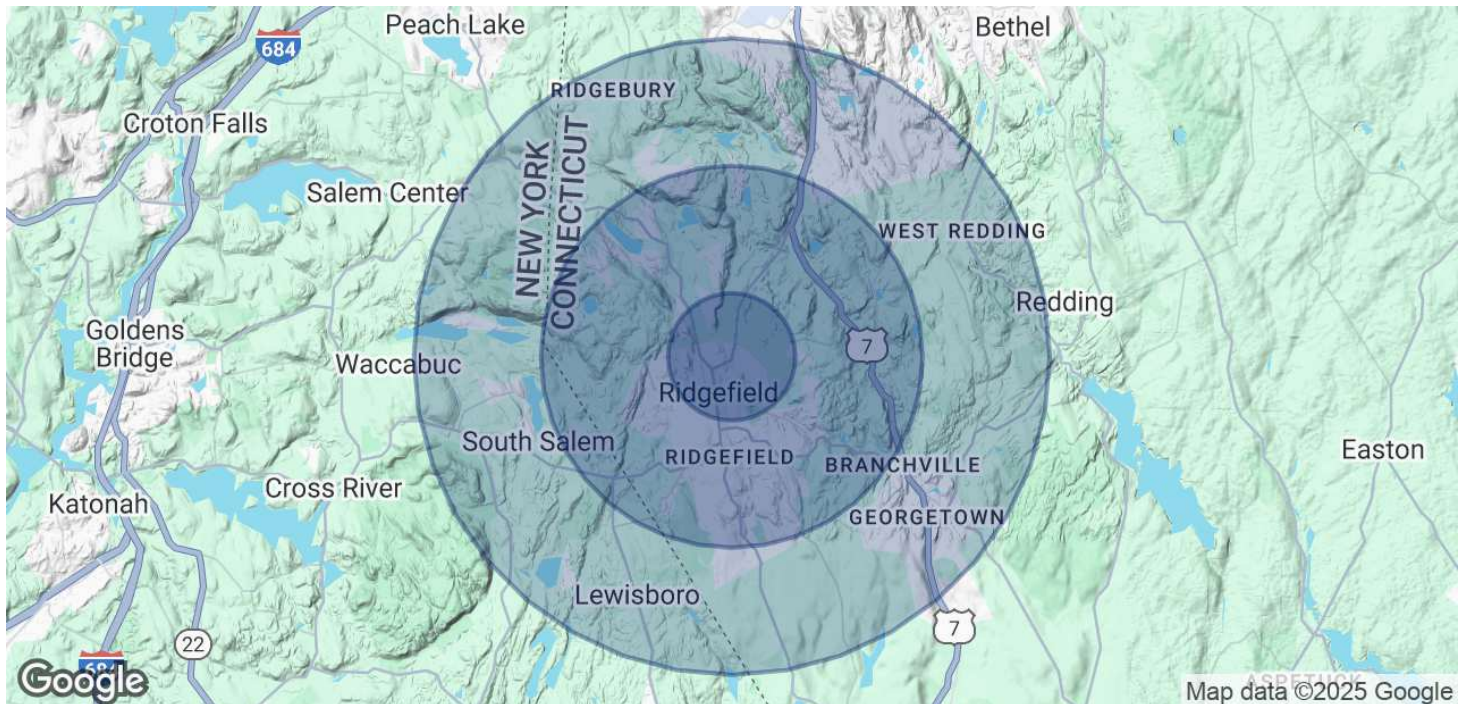 Peach Lake
Bethel
684
RIDGEBURY
Croton Falls
NEW YORK
CONNECTICUT
Salem Center
WEST REDDING
Redding
Goldens
Bridge
7
Waccabuc
Ridgefield
South Salem
RIDGEFIELD
BRANCHVILLE
Easton
Cross River
Katonah
GEORGETOWN
Lewisboro
7
22
684
Google
ASPETUCK
Map data ©2025 Google